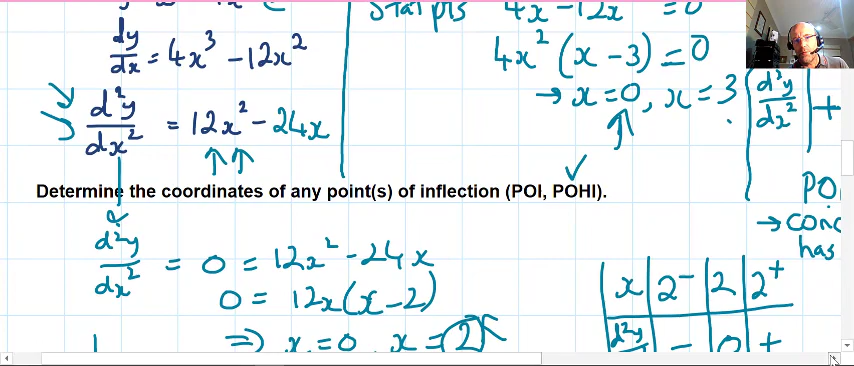 dy/dx = 4x³ - 12x²
d²y/dx² = 12x² - 24x
Stat pts 4x³ - 12x² = 0
4x² (x - 3) = 0
→ x = 0, x = 3
d²y/dx² +
Determine the coordinates of any point(s) of inflection (POI, POHI).
d²y/dx² = 0 = 12x² - 24x
0 = 12x(x - 2)
⇒ x = 0, x = 2
→ conc
has
x 2⁻ 2 2⁺
- 0 +